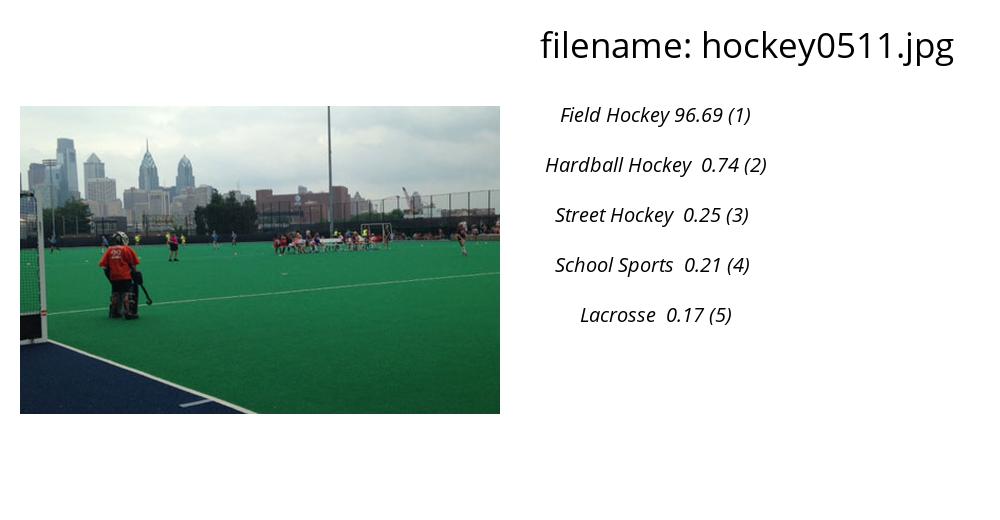 filename: hockey0511.jpg
Field Hockey 96.69 (1)
Hardball Hockey 0.74 (2)
Street Hockey 0.25 (3)
School Sports 0.21 (4)
Lacrosse 0.17 (5)